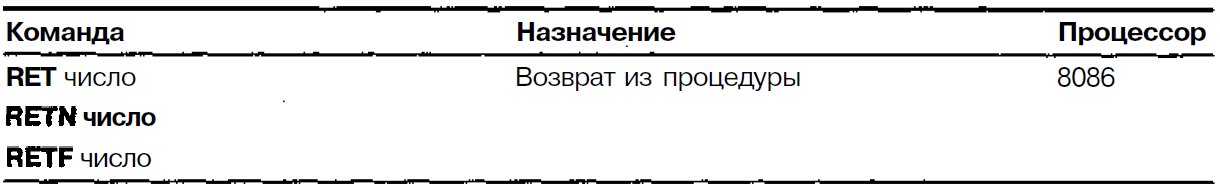 Команда Назначение Процессор
RET число Возврат из процедуры 8086
RETN число
RETF число